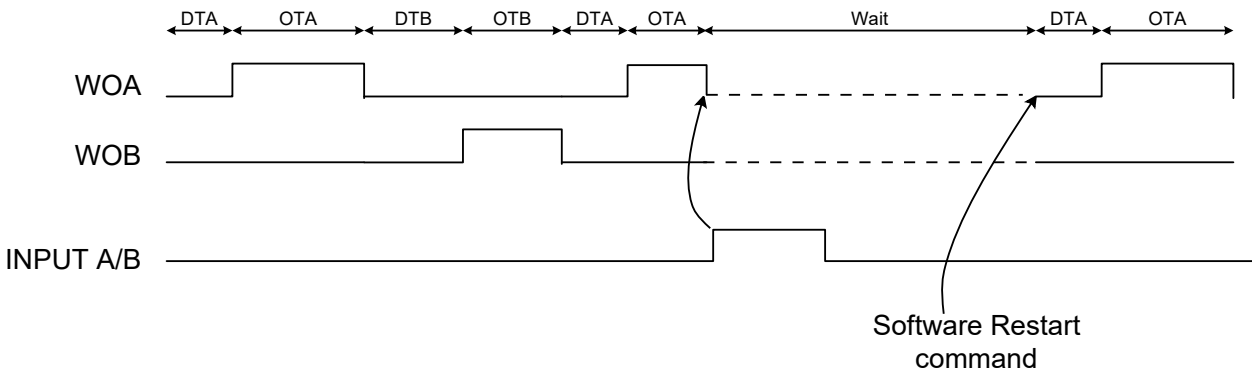 DTA OTA DTB OTB DTA OTA Wait DTA OTA
WOA
WOB
INPUT A/B
Software Restart
command